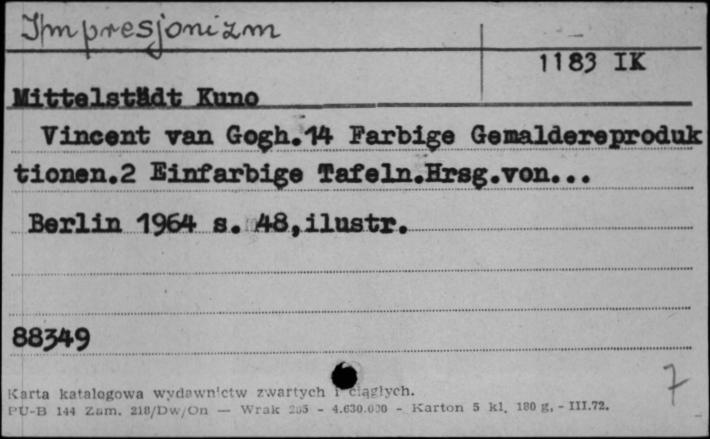 Impresjonizm
1183 IK
Mittelstädt Kuno
Vincent van Gogh.14 Farbige Gemaldereproduk
tionen.2 Einfarbige Tafeln.Hrsg.von...
Berlin 1964 s. 48,ilustr.
88349
7
Karta katalogowa wydawnictw zwartych i ciągłych.
PU-B 144 Zam. 218/Dw/On — Wrak - 4.630.000 - Karton 5 kl. 180 g. - III.72.